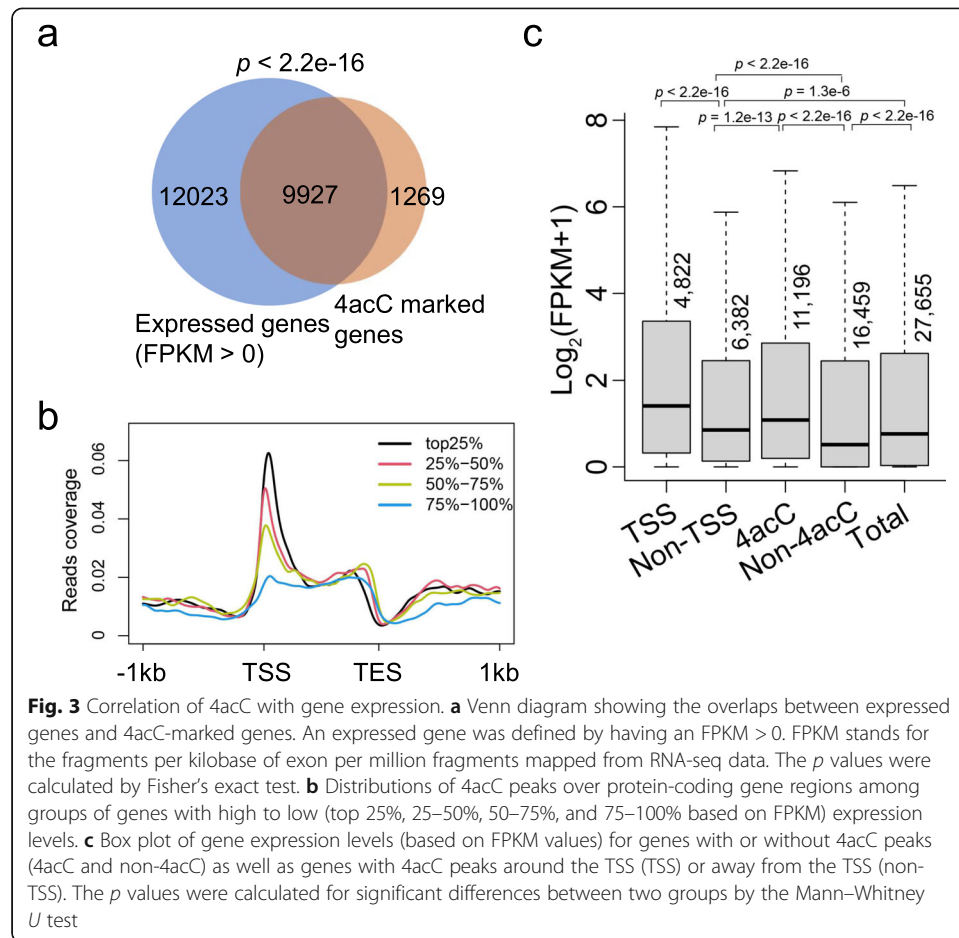 a
p < 2.2e-16
12023
9927
1269
Expressed genes
(FPKM > 0)
4acC marked
genes
b
Reads coverage
0.06
0.04
0.02
0
top25%
25%−50%
50%−75%
75%−100%
-1kb
TSS
TES
1kb
c
p < 2.2e-16
p < 2.2e-16
p = 1.3e-6
p = 1.2e-13
p < 2.2e-16
p < 2.2e-16
Log2(FPKM+1)
8
6
4
2
0
4,822
6,382
11,196
16,459
27,655
TSS
Non-TSS
4acC
Non-4acC
Total
Fig. 3 Correlation of 4acC with gene expression. a Venn diagram showing the overlaps between expressed
genes and 4acC-marked genes. An expressed gene was defined by having an FPKM > 0. FPKM stands for
the fragments per kilobase of exon per million fragments mapped from RNA-seq data. The p values were
calculated by Fisher's exact test. b Distributions of 4acC peaks over protein-coding gene regions among
groups of genes with high to low (top 25%, 25–50%, 50–75%, and 75–100% based on FPKM) expression
levels. c Box plot of gene expression levels (based on FPKM values) for genes with or without 4acC peaks
(4acC and non-4acC) as well as genes with 4acC peaks around the TSS (TSS) or away from the TSS (non-
TSS). The p values were calculated for significant differences between two groups by the Mann–Whitney
U test